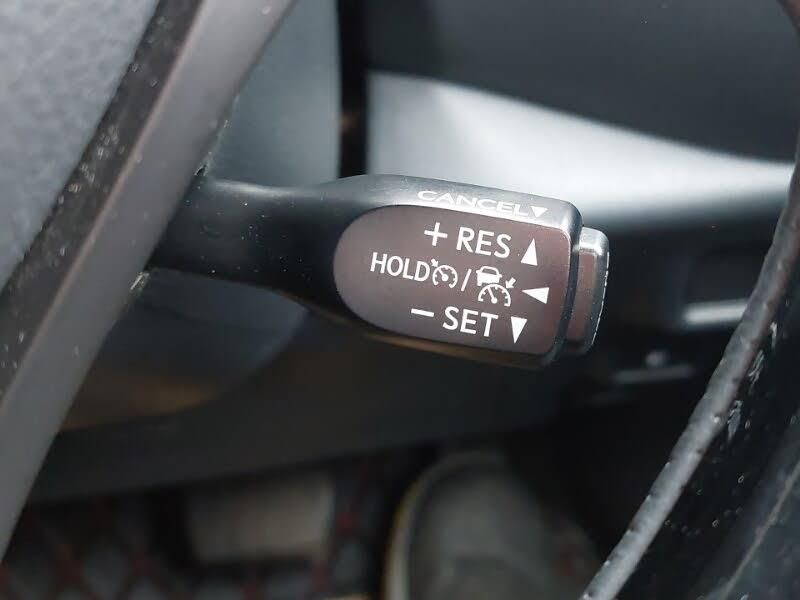 CANCEL▼
+ RES ▲
HOLD / ◀
− SET ▼